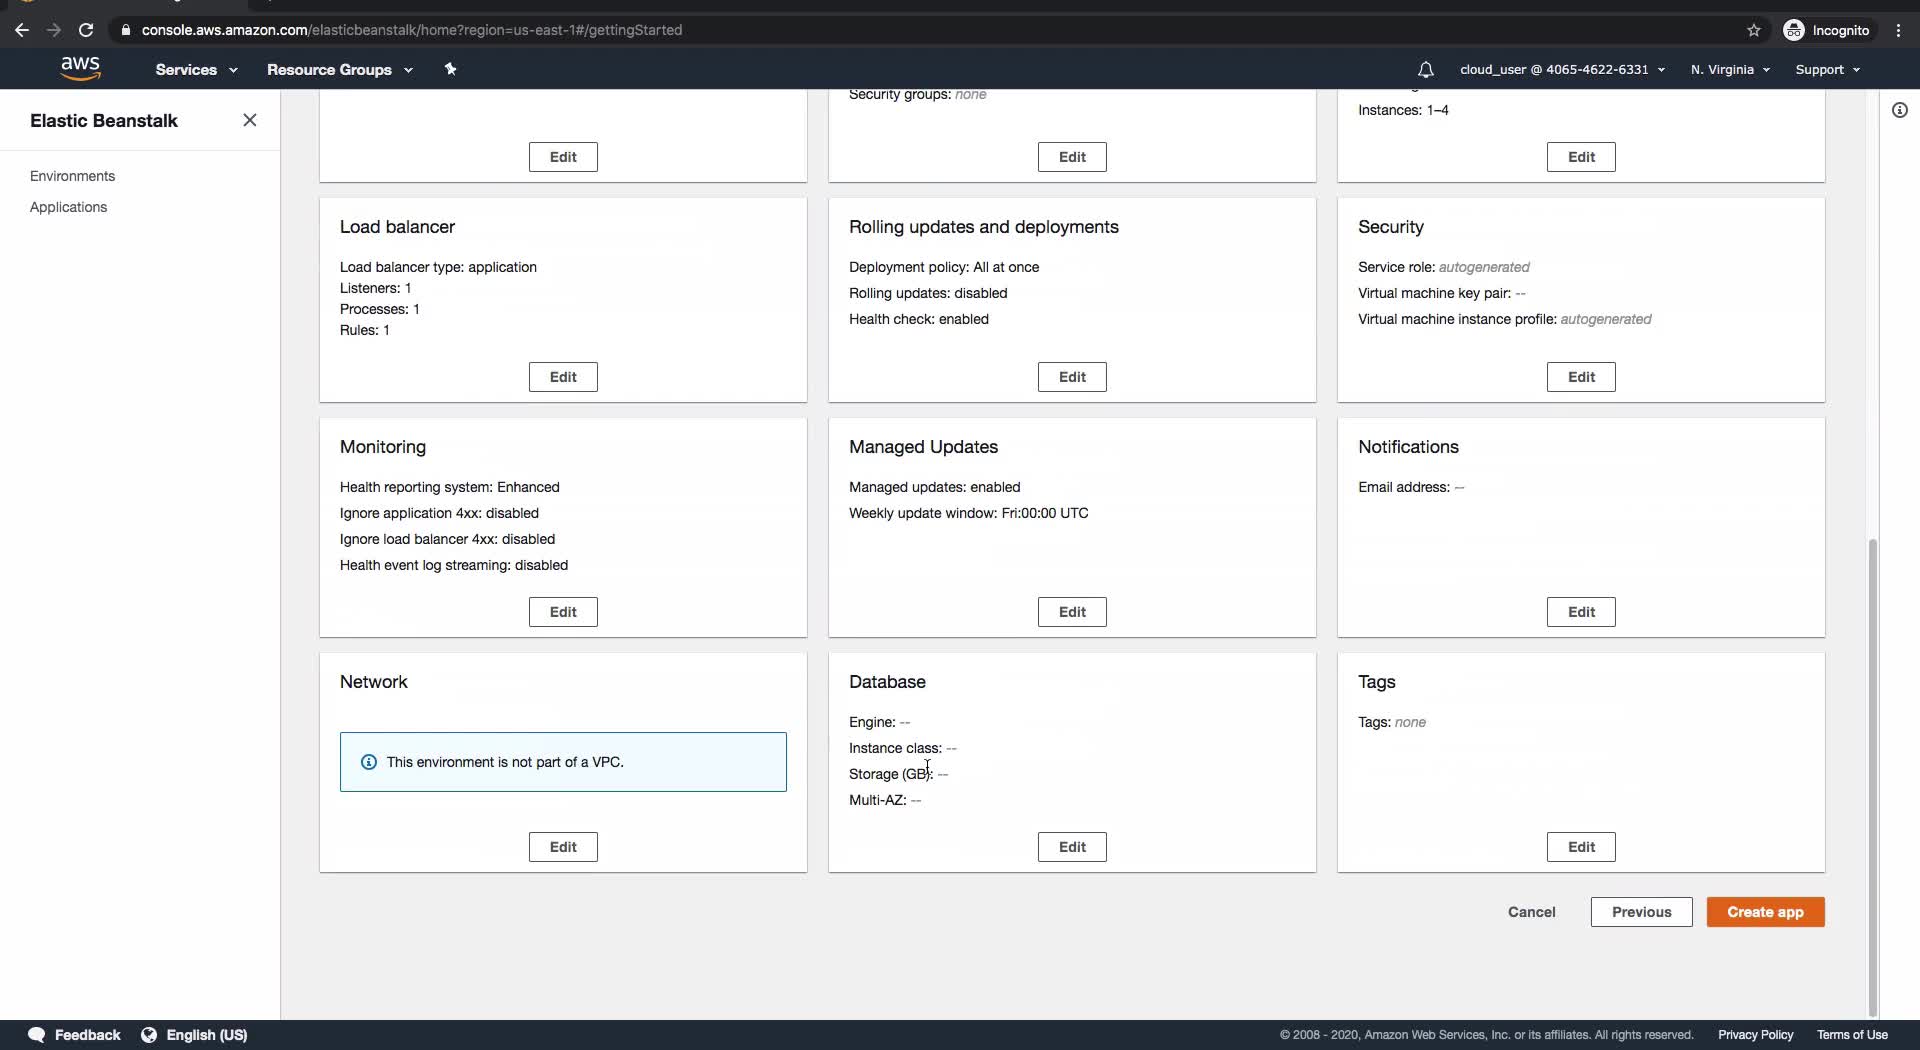 console.aws.amazon.com/elasticbeanstalk/home?region=us-east-1#/gettingStarted
Incognito
aws
Services
Resource Groups
cloud_user @ 4065-4622-6331
N. Virginia
Support
Elastic Beanstalk
Environments
Applications
Security groups: none
Instances: 1–4
Edit
Edit
Edit
Load balancer
Load balancer type: application
Listeners: 1
Processes: 1
Rules: 1
Edit
Rolling updates and deployments
Deployment policy: All at once
Rolling updates: disabled
Health check: enabled
Edit
Security
Service role: autogenerated
Virtual machine key pair: --
Virtual machine instance profile: autogenerated
Edit
Monitoring
Health reporting system: Enhanced
Ignore application 4xx: disabled
Ignore load balancer 4xx: disabled
Health event log streaming: disabled
Edit
Managed Updates
Managed updates: enabled
Weekly update window: Fri:00:00 UTC
Edit
Notifications
Email address: --
Edit
Network
This environment is not part of a VPC.
Edit
Database
Engine: --
Instance class: --
Storage (GB): --
Multi-AZ: --
Edit
Tags
Tags: none
Edit
Cancel
Previous
Create app
Feedback
English (US)
© 2008 - 2020, Amazon Web Services, Inc. or its affiliates. All rights reserved.
Privacy Policy
Terms of Use